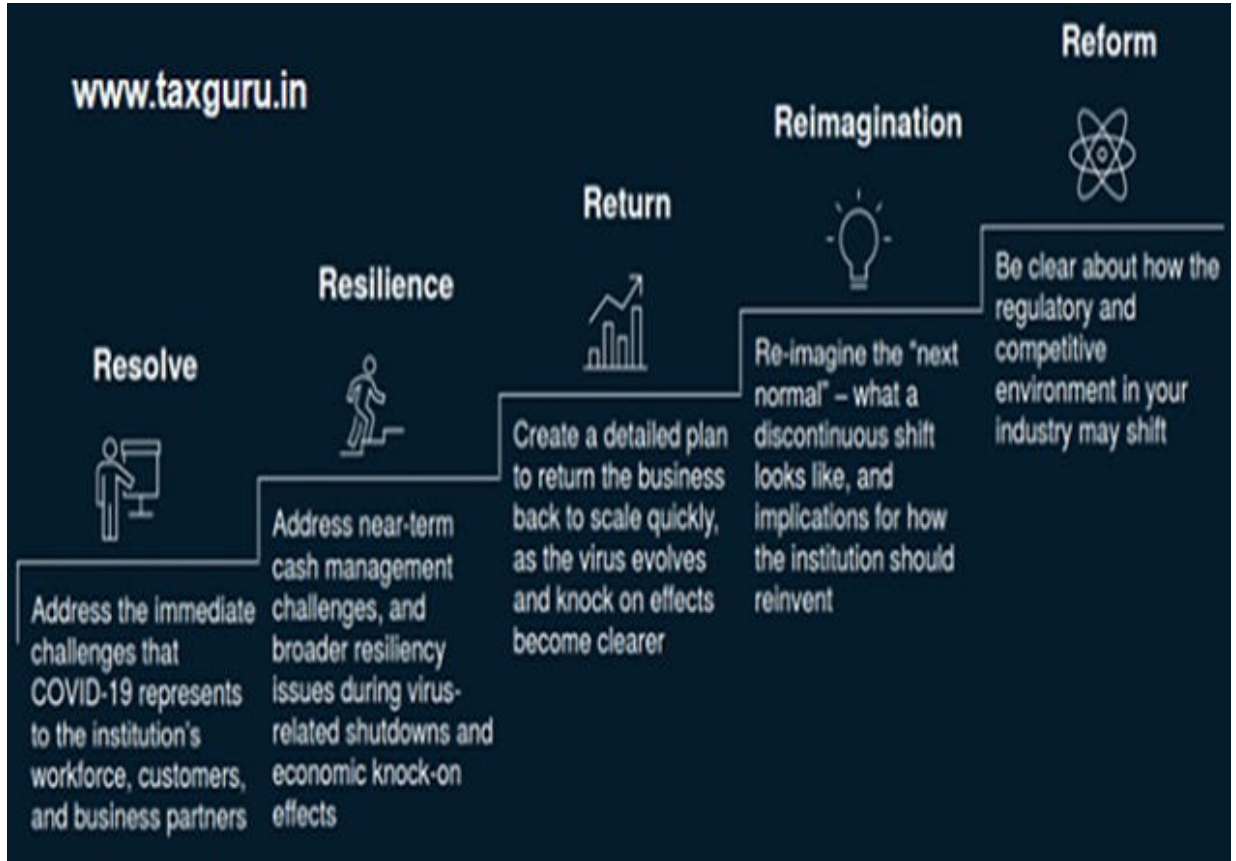 www.taxguru.in
Resolve
Address the immediate
challenges that
COVID-19 represents
to the institution's
workforce, customers,
and business partners
Resilience
Address near-term
cash management
challenges, and
broader resiliency
issues during virus-
related shutdowns and
economic knock-on
effects
Return
Create a detailed plan
to return the business
back to scale quickly,
as the virus evolves
and knock on effects
become clearer
Reimagination
Re-imagine the "next
normal" – what a
discontinuous shift
looks like, and
implications for how
the institution should
reinvent
Reform
Be clear about how the
regulatory and
competitive
environment in your
industry may shift